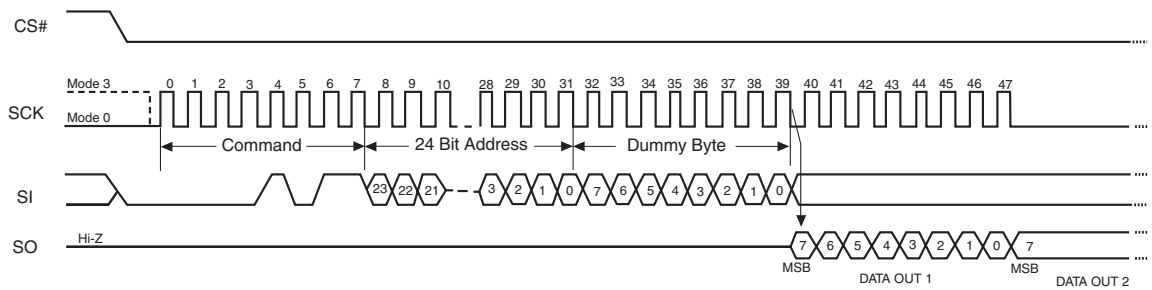 CS#
Mode 3
0 1 2 3 4 5 6 7 8 9 10 28 29 30 31 32 33 34 35 36 37 38 39 40 41 42 43 44 45 46 47
SCK
Mode 0
Command 24 Bit Address Dummy Byte
SI 23 22 21 3 2 1 0 7 6 5 4 3 2 1 0
SO Hi-Z 7 6 5 4 3 2 1 0 7
MSB DATA OUT 1 MSB DATA OUT 2